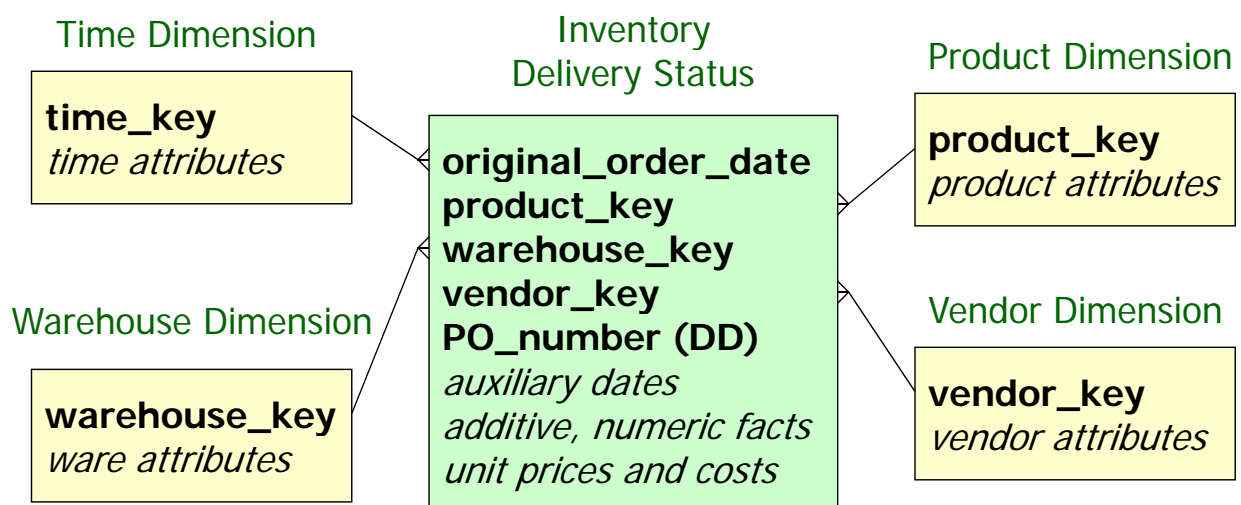 Time Dimension
time_key
time attributes
Warehouse Dimension
warehouse_key
ware attributes
Inventory
Delivery Status
original_order_date
product_key
warehouse_key
vendor_key
PO_number (DD)
auxiliary dates
additive, numeric facts
unit prices and costs
Product Dimension
product_key
product attributes
Vendor Dimension
vendor_key
vendor attributes